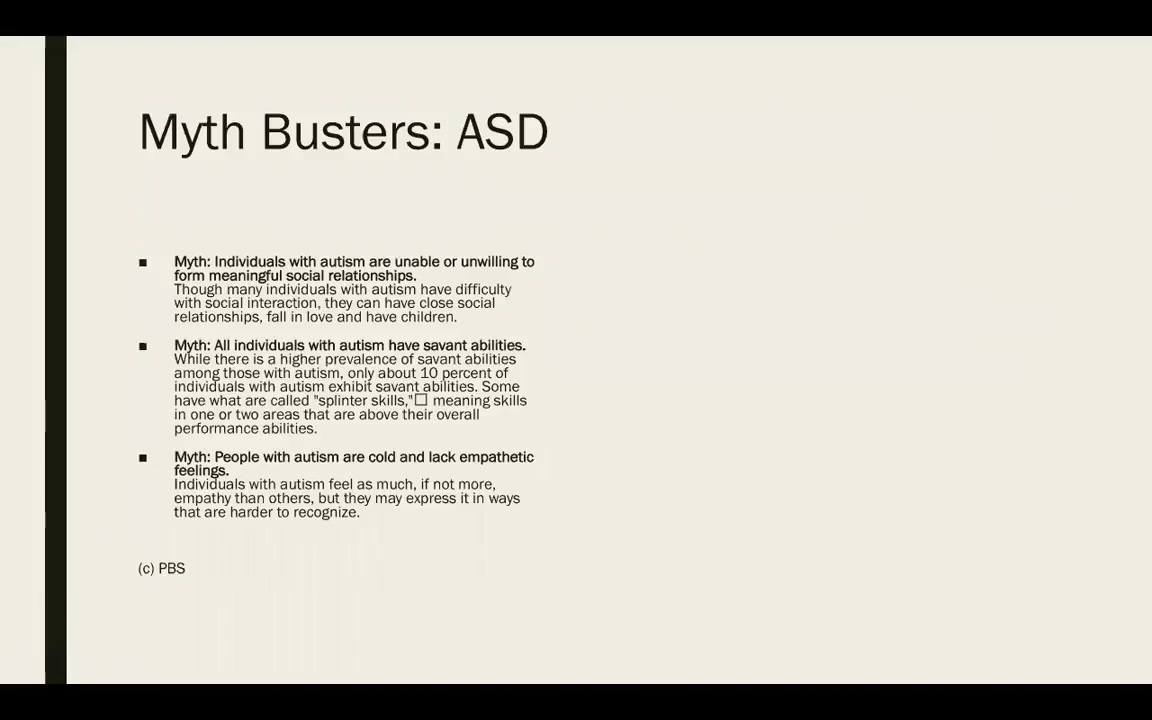 Myth Busters: ASD
■ Myth: Individuals with autism are unable or unwilling to
form meaningful social relationships.
Though many individuals with autism have difficulty
with social interaction, they can have close social
relationships, fall in love and have children.
■ Myth: All individuals with autism have savant abilities.
While there is a higher prevalence of savant abilities
among those with autism, only about 10 percent of
individuals with autism exhibit savant abilities. Some
have what are called "splinter skills,"□ meaning skills
in one or two areas that are above their overall
performance abilities.
■ Myth: People with autism are cold and lack empathetic
feelings.
Individuals with autism feel as much, if not more,
empathy than others, but they may express it in ways
that are harder to recognize.
(c) PBS